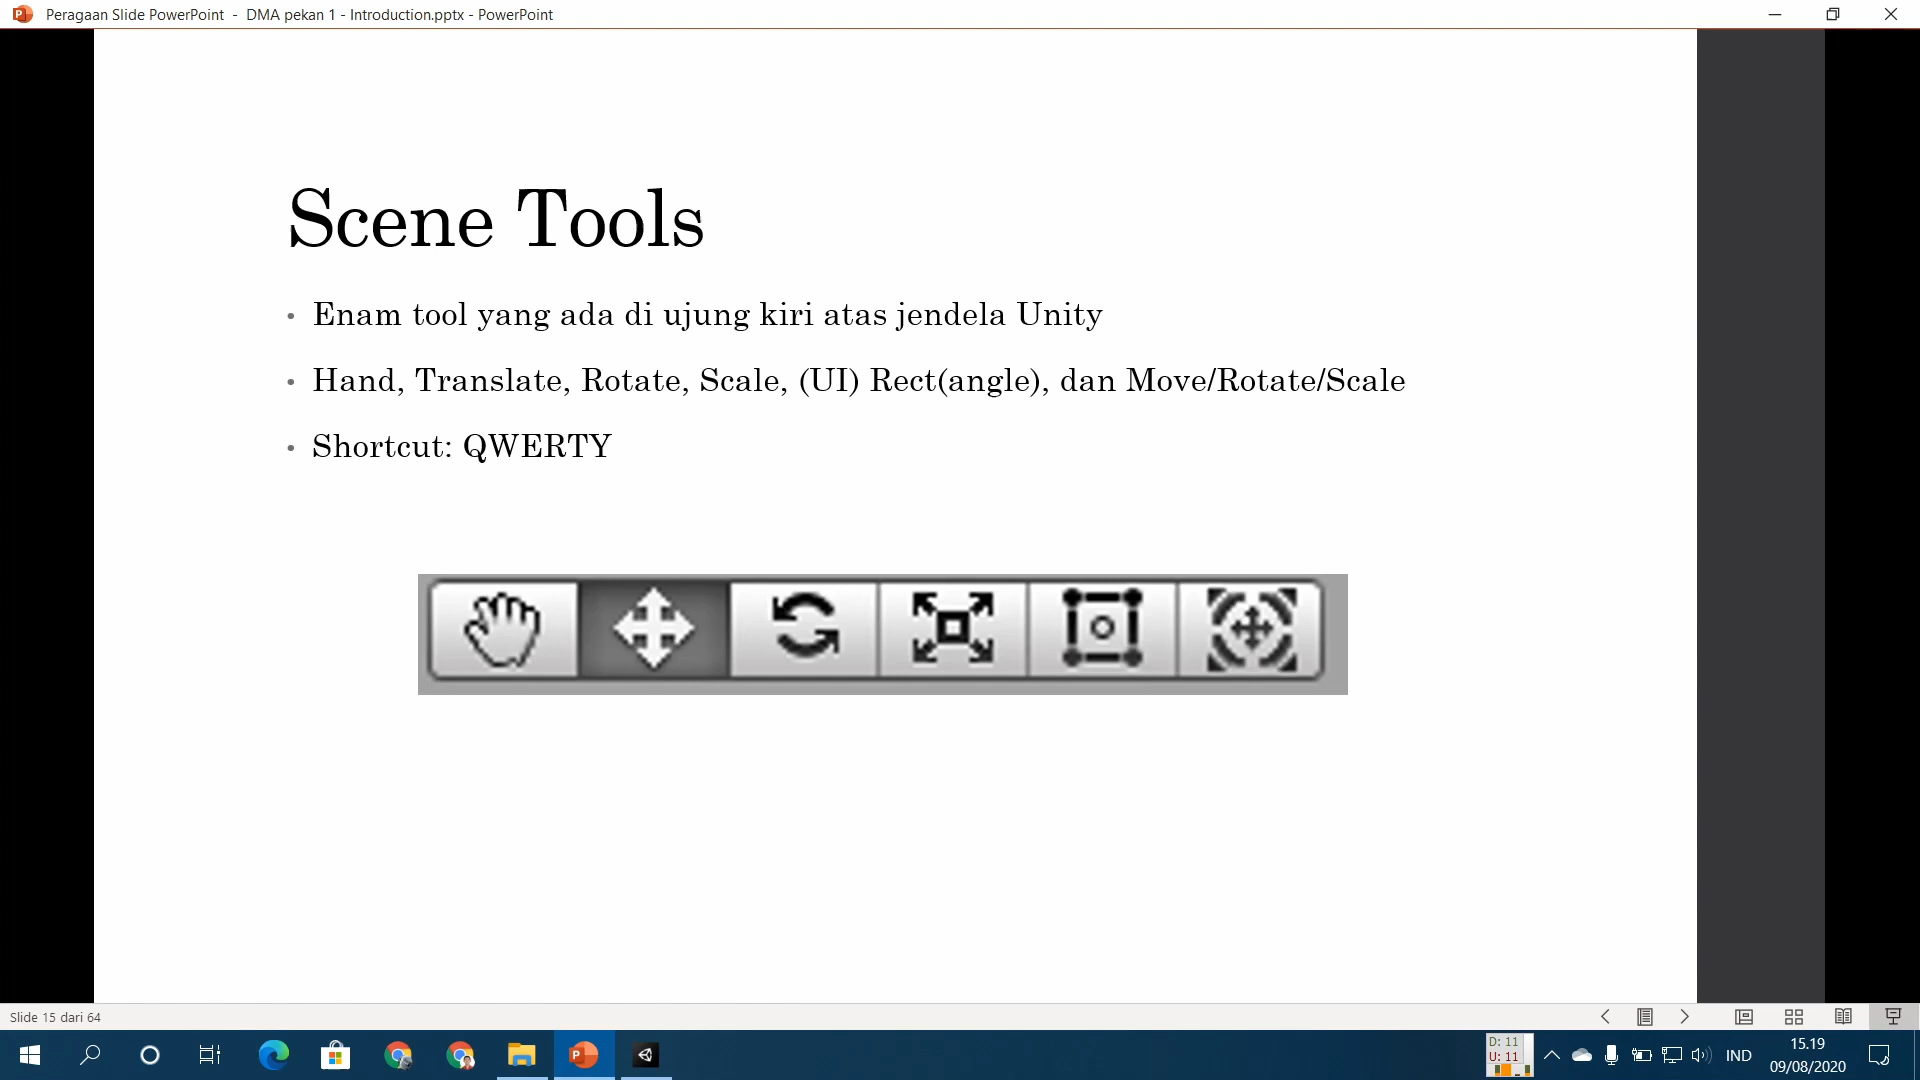 Peragaan Slide PowerPoint - DMA pekan 1 - Introduction.pptx - PowerPoint
Scene Tools
• Enam tool yang ada di ujung kiri atas jendela Unity
• Hand, Translate, Rotate, Scale, (UI) Rect(angle), dan Move/Rotate/Scale
• Shortcut: QWERTY
Slide 15 dari 64
D: 11
U: 11
IND
15.19
09/08/2020